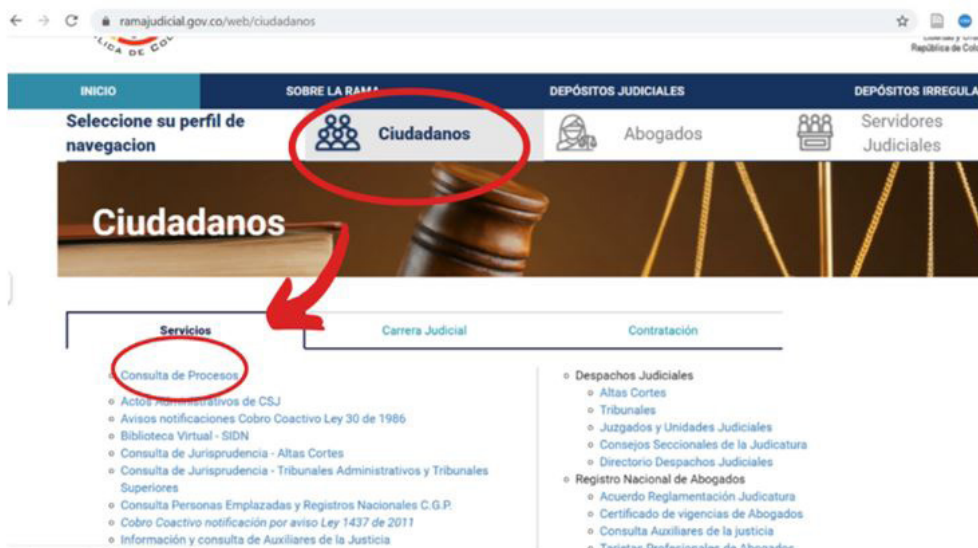 ramajudicial.gov.co/web/ciudadanos
República de Col
INICIO
SOBRE LA RAMA
DEPÓSITOS JUDICIALES
DEPÓSITOS IRREGULA
Seleccione su perfil de
navegacion
Ciudadanos
Abogados
Servidores
Judiciales
Ciudadanos
Servicios
Carrera Judicial
Contratación
Consulta de Procesos
Actos Administrativos de CSJ
Avisos notificaciones Cobro Coactivo Ley 30 de 1986
Biblioteca Virtual - SIDN
Consulta de Jurisprudencia - Altas Cortes
Consulta de Jurisprudencia - Tribunales Administrativos y Tribunales
Superiores
Consulta Personas Emplazadas y Registros Nacionales C.G.P.
Cobro Coactivo notificación por aviso Ley 1437 de 2011
Información y consulta de Auxiliares de la Justicia
Despachos Judiciales
Altas Cortes
Tribunales
Juzgados y Unidades Judiciales
Consejos Seccionales de la Judicatura
Directorio Despachos Judiciales
Registro Nacional de Abogados
Acuerdo Reglamentación Judicatura
Certificado de vigencias de Abogados
Consulta Auxiliares de la justicia
Tarjetas Profesionales de Abogados